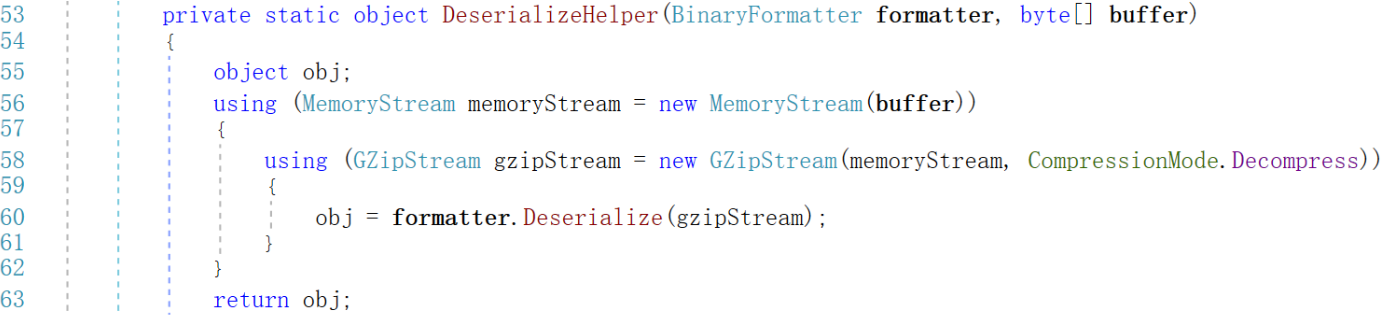 53 private static object DeserializeHelper(BinaryFormatter formatter, byte[] buffer)
54 {
55 object obj;
56 using (MemoryStream memoryStream = new MemoryStream(buffer))
57 {
58 using (GZipStream gzipStream = new GZipStream(memoryStream, CompressionMode.Decompress))
59 {
60 obj = formatter.Deserialize(gzipStream);
61 }
62 }
63 return obj;